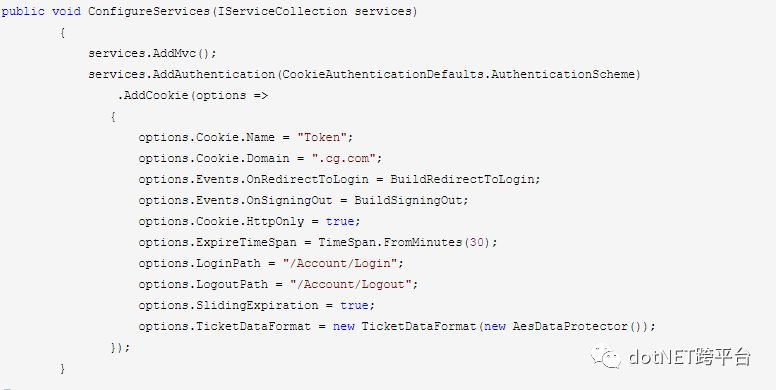 public void ConfigureServices(IServiceCollection services)
{
services.AddMvc();
services.AddAuthentication(CookieAuthenticationDefaults.AuthenticationScheme)
.AddCookie(options =>
{
options.Cookie.Name = "Token";
options.Cookie.Domain = ".cg.com";
options.Events.OnRedirectToLogin = BuildRedirectToLogin;
options.Events.OnSigningOut = BuildSigningOut;
options.Cookie.HttpOnly = true;
options.ExpireTimeSpan = TimeSpan.FromMinutes(30);
options.LoginPath = "/Account/Login";
options.LogoutPath = "/Account/Logout";
options.SlidingExpiration = true;
options.TicketDataFormat = new TicketDataFormat(new AesDataProtector());
});
}
dotNET跨平台